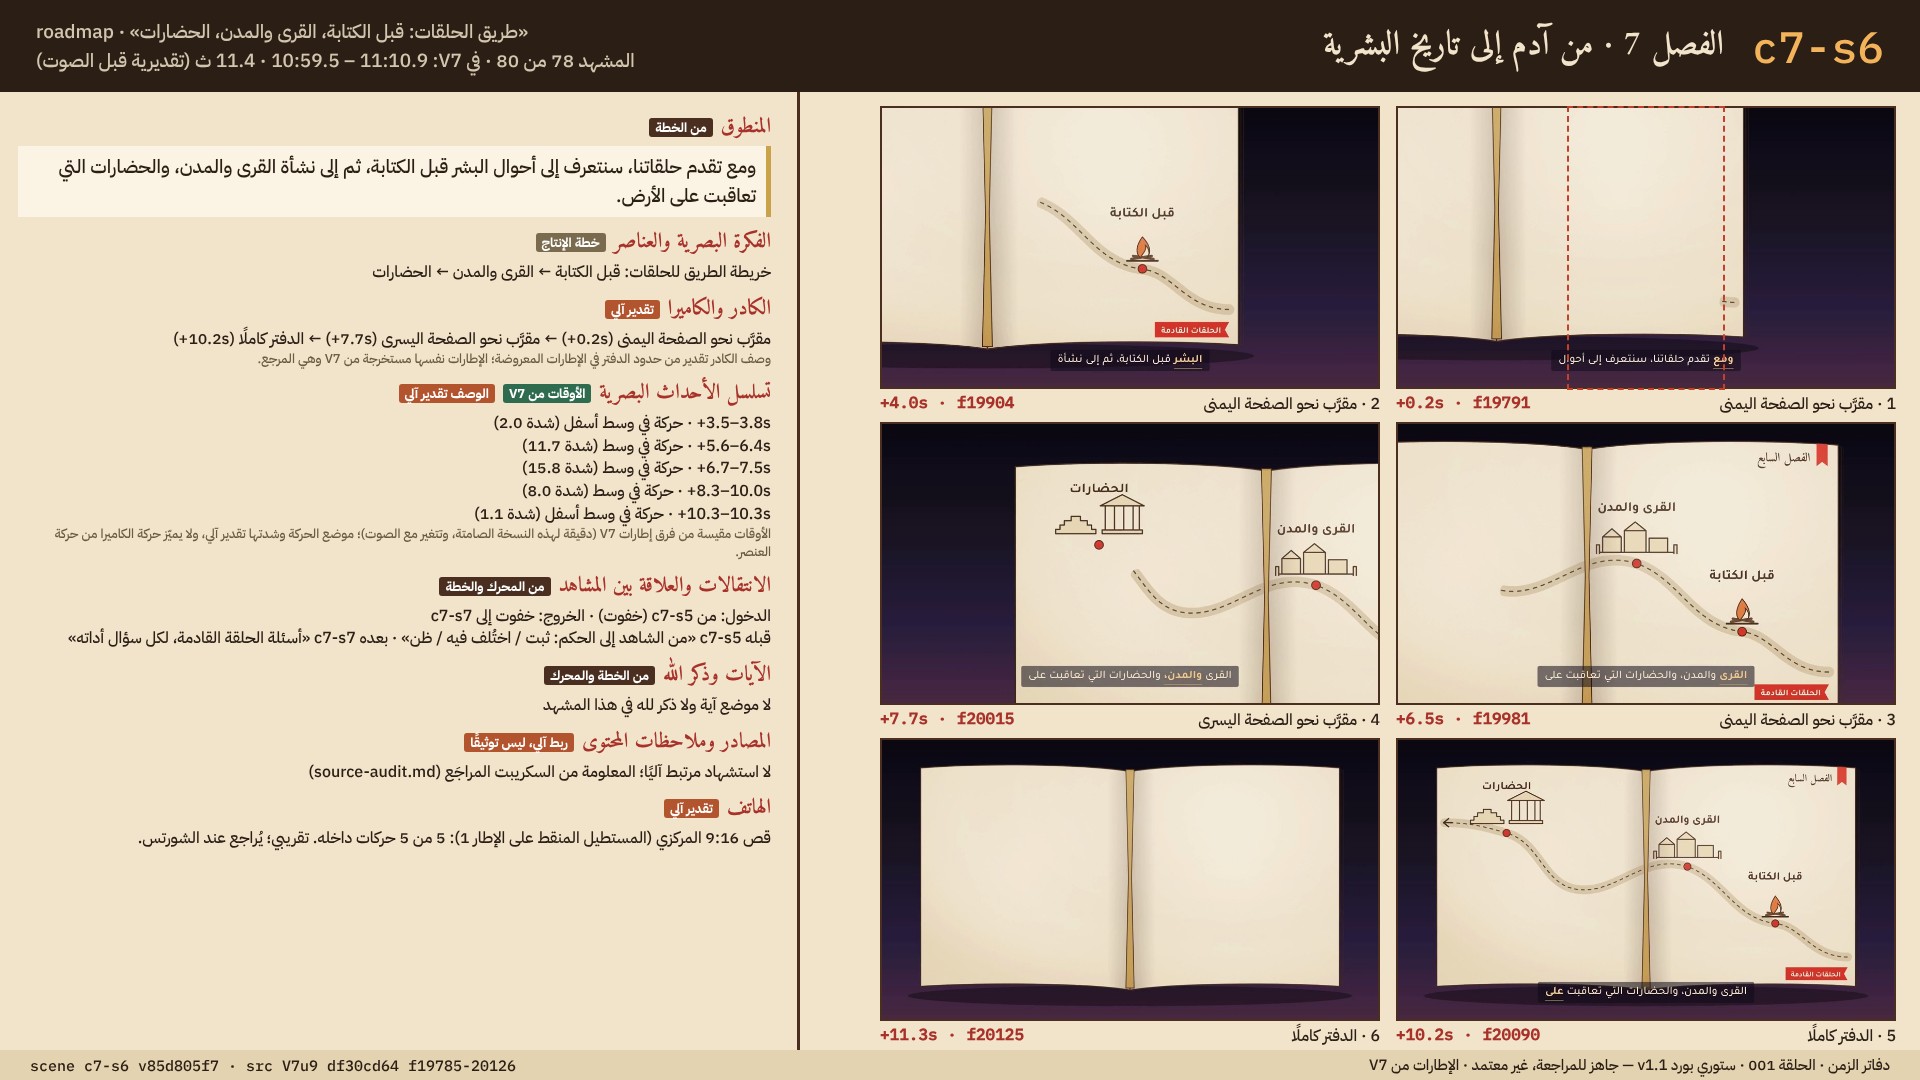 c7-s6 الفصل 7 · من آدم إلى تاريخ البشرية
«طريق الحلقات: قبل الكتابة، القرى والمدن، الحضارات» · roadmap
المشهد 78 من 80 · في V7: 10:59.5 – 11:10.9 · 11.4 ث (تقديرية قبل الصوت)
ومع تقدم حلقاتنا، سنتعرف إلى أحوال
1 · مقرَّب نحو الصفحة اليمنى
+0.2s · f19791
قبل الكتابة
الحلقات القادمة
البشر قبل الكتابة، ثم إلى نشأة
2 · مقرَّب نحو الصفحة اليمنى
+4.0s · f19904
الفصل السابع
القرى والمدن
قبل الكتابة
القرى والمدن، والحضارات التي تعاقبت على
الحلقات القادمة
3 · مقرَّب نحو الصفحة اليمنى
+6.5s · f19981
الحضارات
القرى والمدن
القرى والمدن، والحضارات التي تعاقبت على
4 · مقرَّب نحو الصفحة اليسرى
+7.7s · f20015
الفصل السابع
الحضارات
القرى والمدن
قبل الكتابة
الحلقات القادمة
القرى والمدن، والحضارات التي تعاقبت على
5 · الدفتر كاملًا
+10.2s · f20090
6 · الدفتر كاملًا
+11.3s · f20125
المنطوق من الخطة
ومع تقدم حلقاتنا، سنتعرف إلى أحوال البشر قبل الكتابة، ثم إلى نشأة القرى والمدن، والحضارات التي
تعاقبت على الأرض.
الفكرة البصرية والعناصر خطة الإنتاج
خريطة الطريق للحلقات: قبل الكتابة ← القرى والمدن ← الحضارات
الكادر والكاميرا تقدير آلي
مقرَّب نحو الصفحة اليمنى (+0.2s) ← مقرَّب نحو الصفحة اليسرى (+7.7s) ← الدفتر كاملًا (+10.2s)
وصف الكادر تقدير من حدود الدفتر في الإطارات المعروضة؛ الإطارات نفسها مستخرجة من V7 وهي المرجع.
تسلسل الأحداث البصرية الأوقات من V7 الوصف تقدير آلي
+3.5–3.8s · حركة في وسط أسفل (شدة 2.0)
+5.6–6.4s · حركة في وسط (شدة 11.7)
+6.7–7.5s · حركة في وسط (شدة 15.8)
+8.3–10.0s · حركة في وسط (شدة 8.0)
+10.3–10.3s · حركة في وسط أسفل (شدة 1.1)
الأوقات مقيسة من فرق إطارات V7 (دقيقة لهذه النسخة الصامتة، وتتغير مع الصوت)؛ موضع الحركة وشدتها تقدير آلي، ولا يميّز حركة الكاميرا من حركة
العنصر.
الانتقالات والعلاقة بين المشاهد من المحرك والخطة
الدخول: من c7-s5 (خفوت) · الخروج: خفوت إلى c7-s7
قبله c7-s5 «من الشاهد إلى الحكم: ثبت / اختُلف فيه / ظن» · بعده c7-s7 «أسئلة الحلقة القادمة، لكل سؤال أداته»
الآيات وذكر الله من الخطة والمحرك
لا موضع آية ولا ذكر لله في هذا المشهد
المصادر وملاحظات المحتوى ربط آلي، ليس توثيقًا
لا استشهاد مرتبط آليًا؛ المعلومة من السكريبت المراجَع (source-audit.md)
الهاتف تقدير آلي
قص 9:16 المركزي (المستطيل المنقط على الإطار 1): 5 من 5 حركات داخله. تقريبي؛ يُراجع عند الشورتس.
دفاتر الزمن · الحلقة 001 · ستوري بورد v1.1 — جاهز للمراجعة، غير معتمد · الإطارات من V7
scene c7-s6 v85d805f7 · src V7u9 df30cd64 f19785-20126